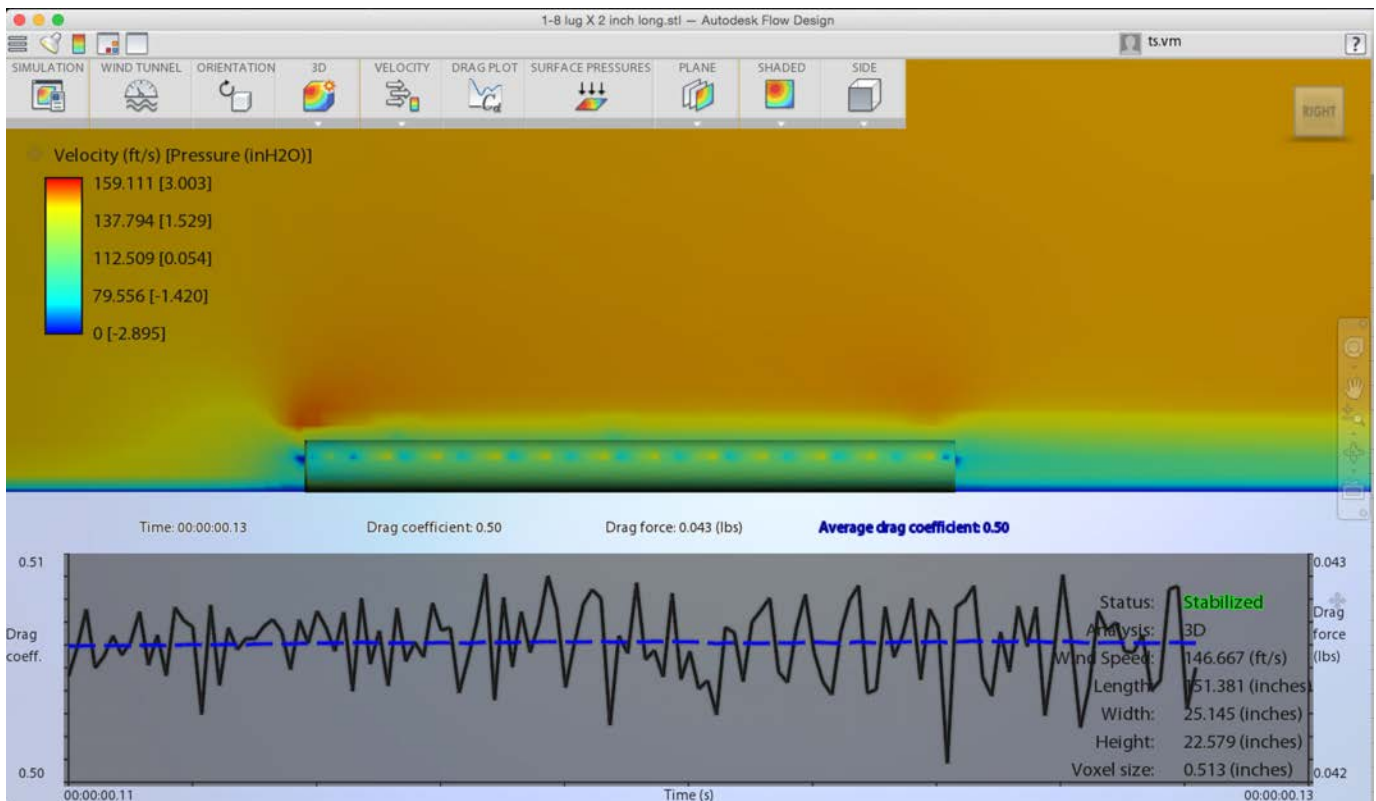 1-8 lug X 2 inch long.stl — Autodesk Flow Design
ts.vm
?
SIMULATION WIND TUNNEL ORIENTATION 3D VELOCITY DRAG PLOT SURFACE PRESSURES PLANE SHADED SIDE
Cd
RIGHT
Velocity (ft/s) [Pressure (inH2O)]
159.111 [3.003]
137.794 [1.529]
112.509 [0.054]
79.556 [-1.420]
0 [-2.895]
Time: 00:00:00.13 Drag coefficient: 0.50 Drag force: 0.043 (lbs) Average drag coefficient: 0.50
0.51
Drag
coeff.
0.50
0.043
Drag
force
(lbs)
0.042
Status: Stabilized
Analysis: 3D
Wind Speed: 146.667 (ft/s)
Length: 151.381 (inches)
Width: 25.145 (inches)
Height: 22.579 (inches)
Voxel size: 0.513 (inches)
00:00:00.11 Time (s) 00:00:00.13